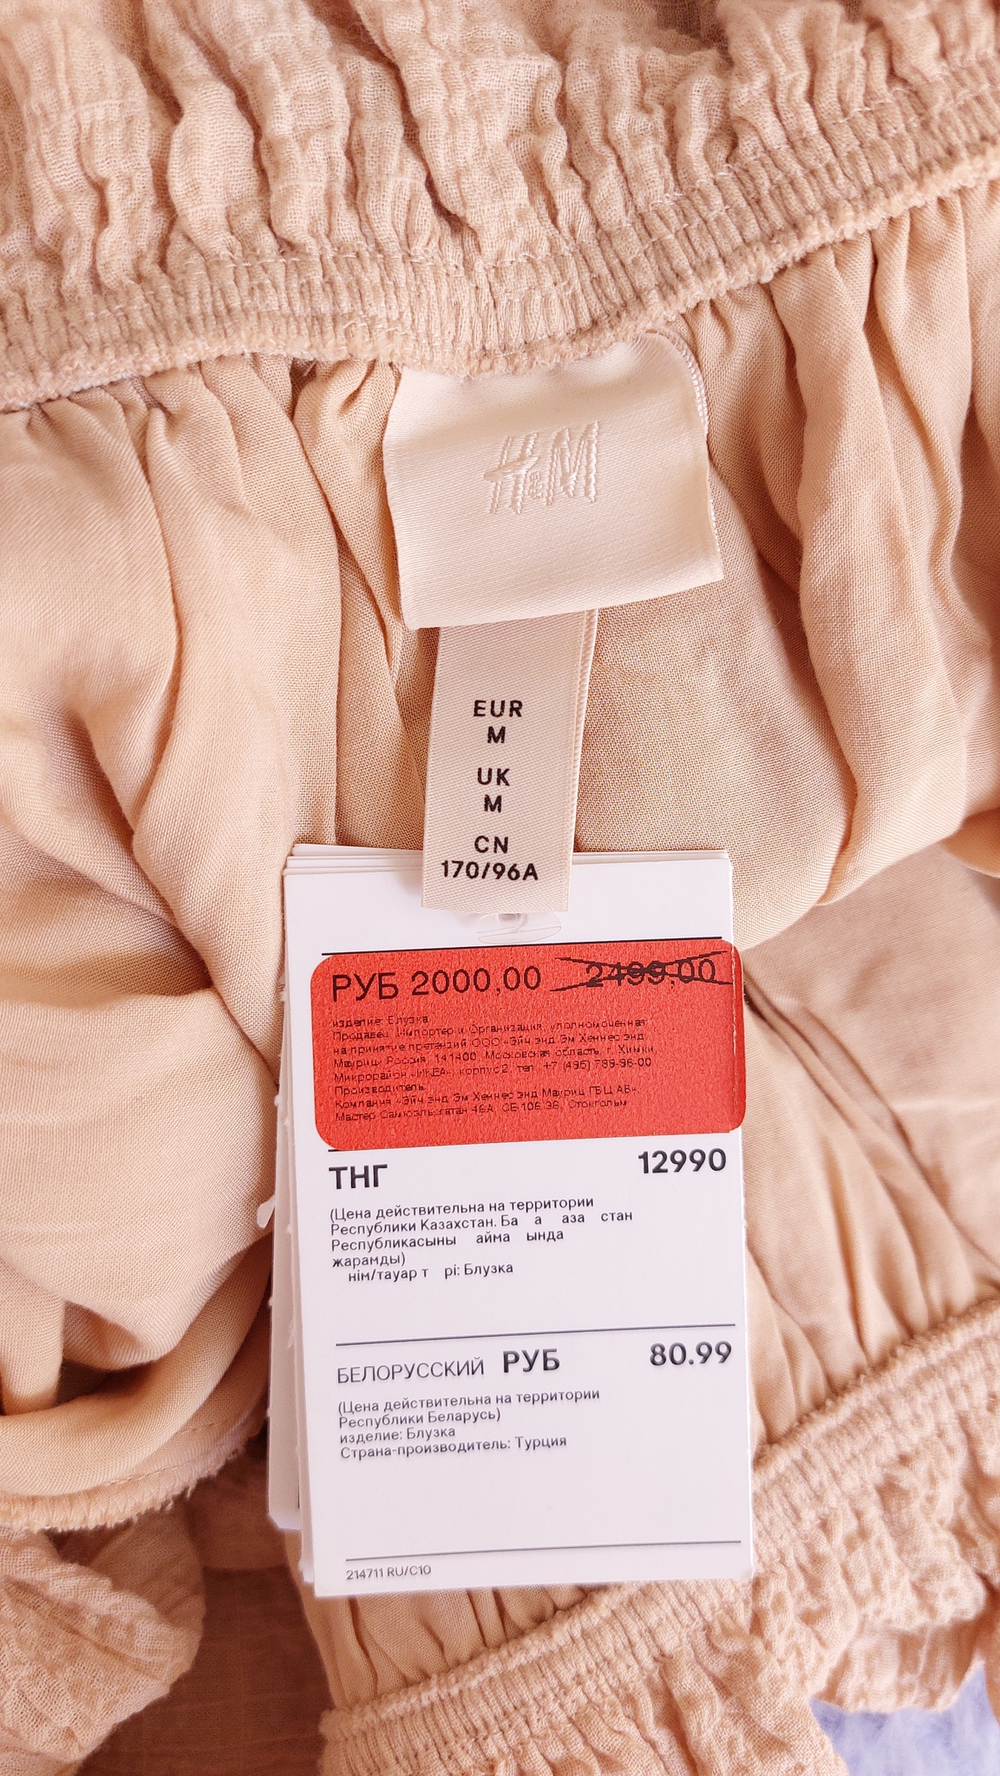 H&M
EUR
M
UK
M
CN
170/96A
РУБ 2000,00 2499,00
изделие: Блузка
Продавец, Импортер и Организация, уполномоченная
на принятие претензий ООО «Эйч энд Эм Хеннес энд
Мауриц» Россия, 141400, Московская область, г. Химки,
Микрорайон «ИКЕА», корпус 2, тел. +7 (495) 789-96-00
Производитель:
Компания «Эйч энд Эм Хеннес энд Мауриц ГБЦ АБ»,
Мастер Самюэльсгатан 46А, СЕ-106 38, Стокгольм
ТНГ 12990
(Цена действительна на территории
Республики Казахстан. Ба а аза стан
Республикасыны айма ында
жарамды)
нім/тауар т рі: Блузка
БЕЛОРУССКИЙ РУБ 80.99
(Цена действительна на территории
Республики Беларусь)
изделие: Блузка
Страна-производитель: Турция
214711 RU/C10